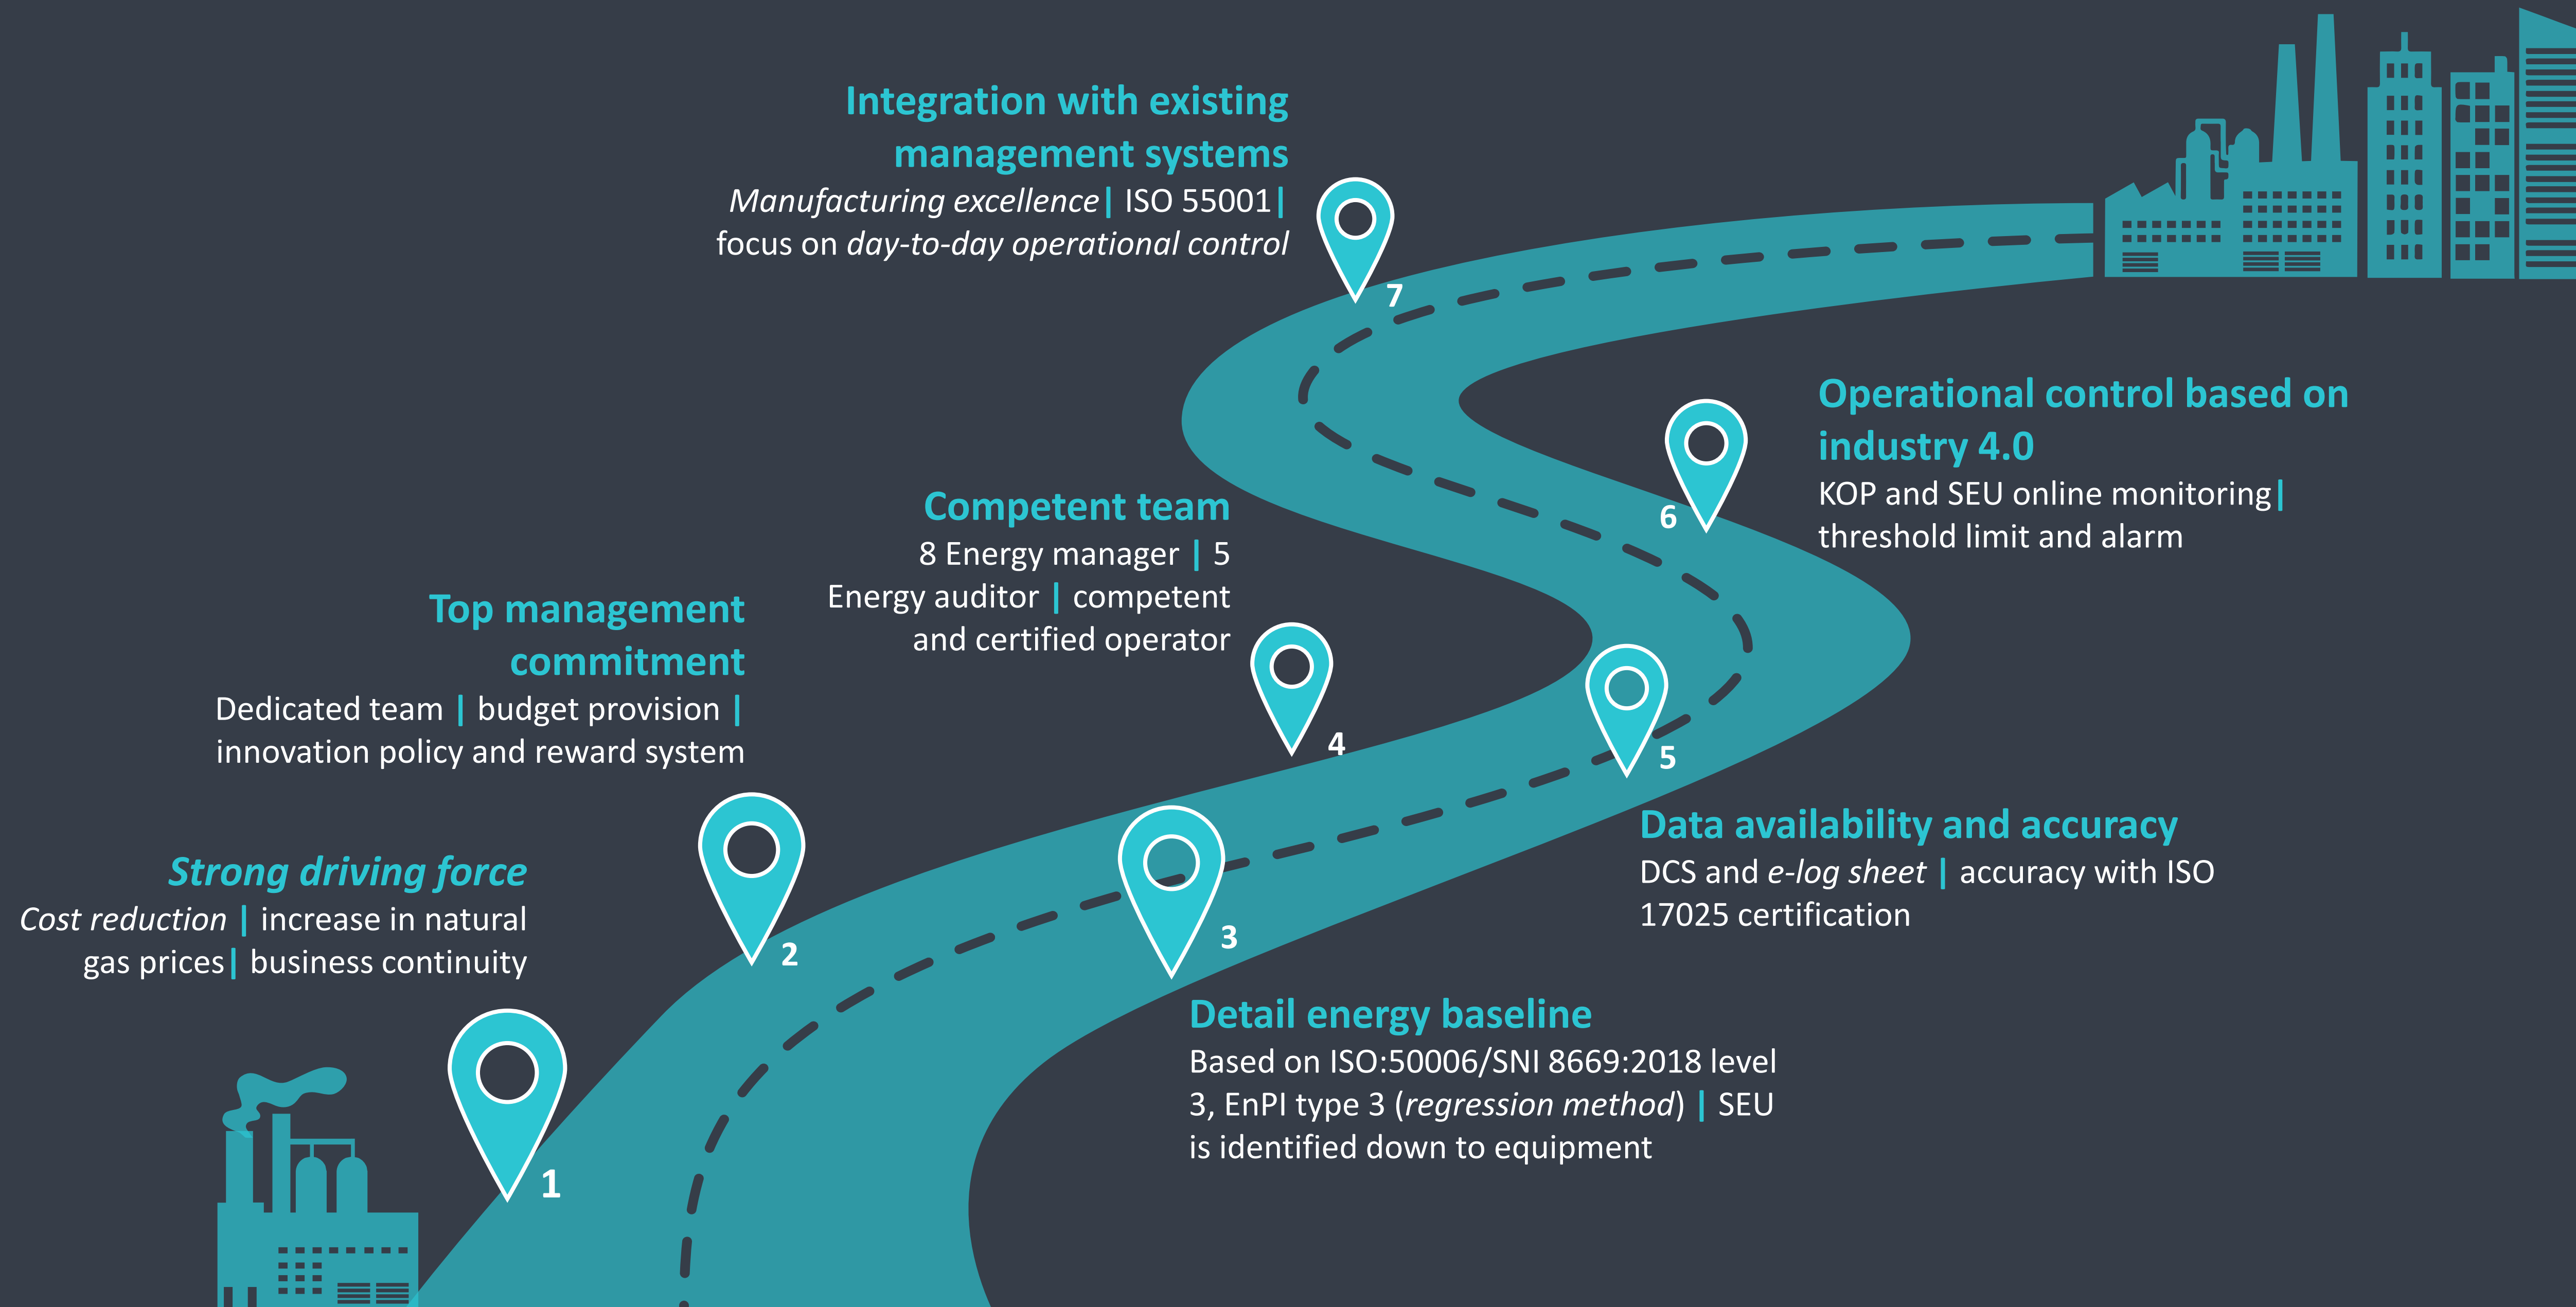 Strong driving force
Cost reduction | increase in natural
gas prices| business continuity
1
Top management
commitment
Dedicated team | budget provision |
innovation policy and reward system
2
Detail energy baseline
Based on ISO:50006/SNI 8669:2018 level
3, EnPI type 3 (regression method) | SEU
is identified down to equipment
3
Competent team
8 Energy manager | 5
Energy auditor | competent
and certified operator
4
Data availability and accuracy
DCS and e-log sheet | accuracy with ISO
17025 certification
5
Operational control based on
industry 4.0
KOP and SEU online monitoring|
threshold limit and alarm
6
Integration with existing
management systems
Manufacturing excellence| ISO 55001|
focus on day-to-day operational control
7